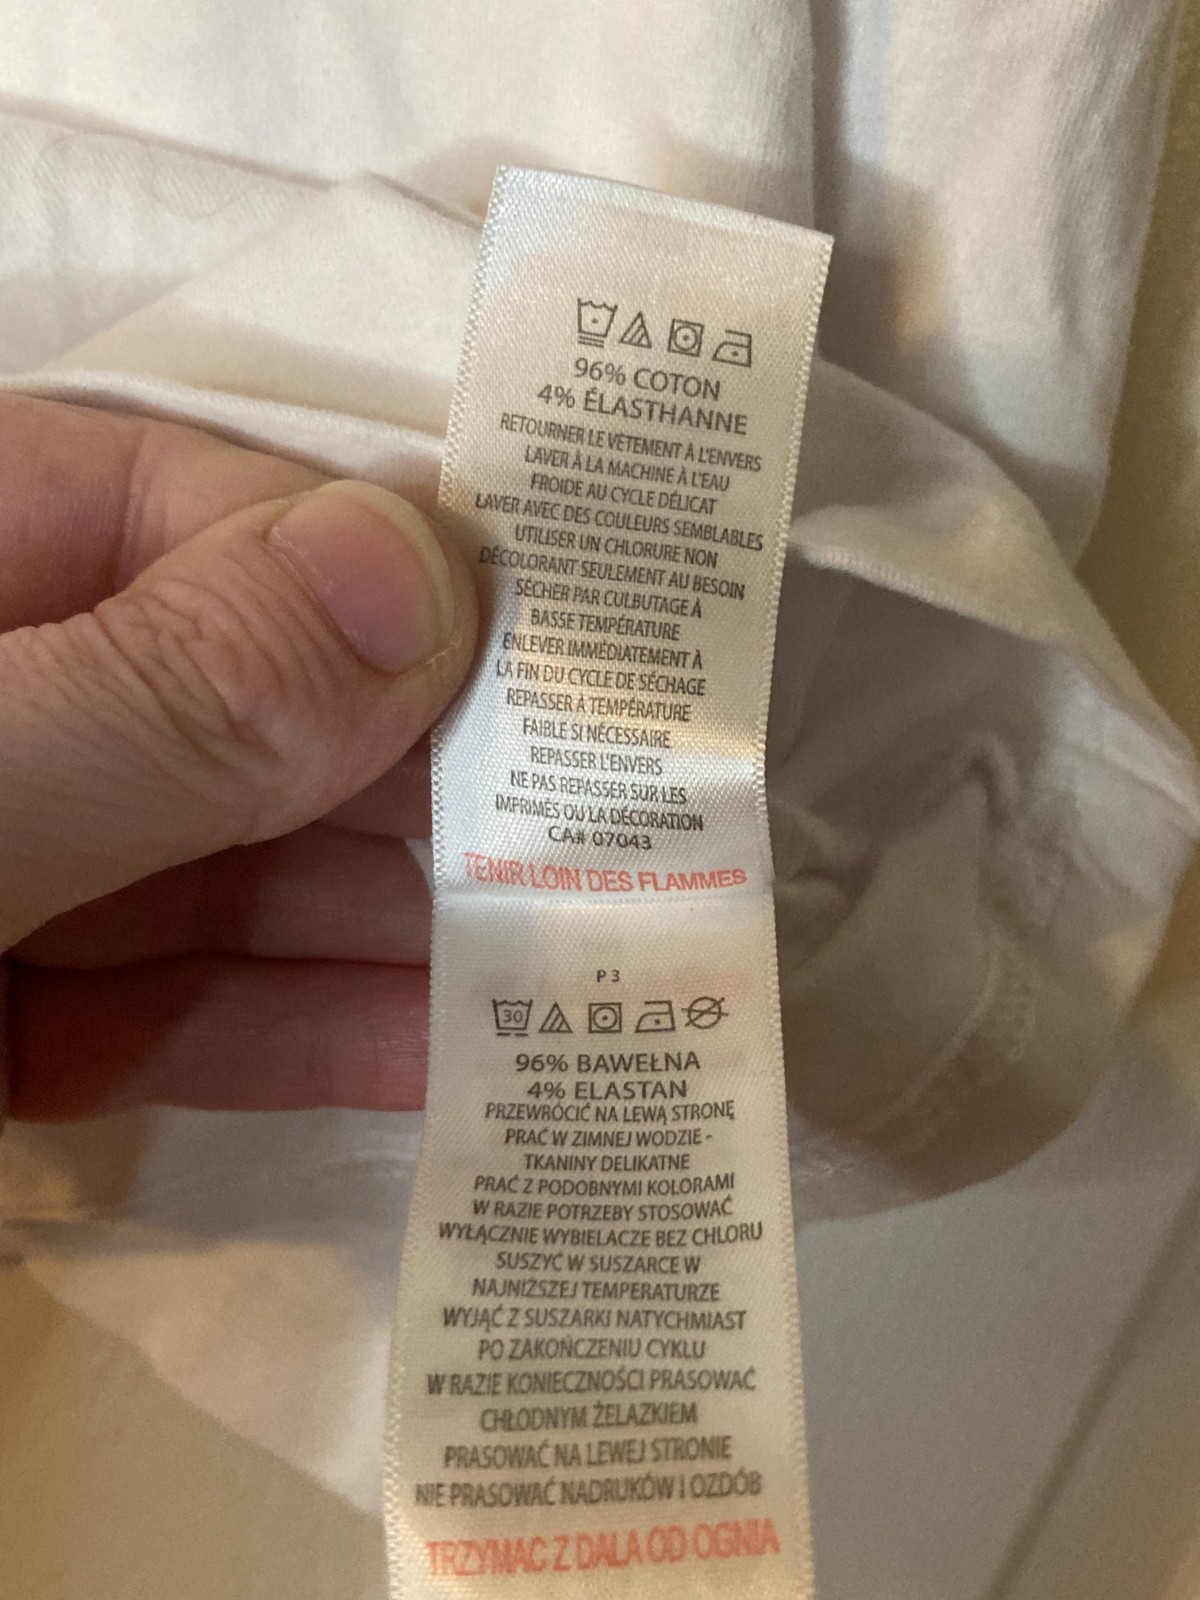 96% COTON
4% ÉLASTHANNE
RETOURNER LE VÊTEMENT À L'ENVERS
LAVER À LA MACHINE À L'EAU
FROIDE AU CYCLE DÉLICAT
LAVER AVEC DES COULEURS SEMBLABLES
UTILISER UN CHLORURE NON
DÉCOLORANT SEULEMENT AU BESOIN
SÉCHER PAR CULBUTAGE À
BASSE TEMPÉRATURE
ENLEVER IMMÉDIATEMENT À
LA FIN DU CYCLE DE SÉCHAGE
REPASSER À TEMPÉRATURE
FAIBLE SI NÉCESSAIRE
REPASSER L'ENVERS
NE PAS REPASSER SUR LES
IMPRIMÉS OU LA DÉCORATION
CA# 07043
TENIR LOIN DES FLAMMES
P 3
30
96% BAWEŁNA
4% ELASTAN
PRZEWRÓCIĆ NA LEWĄ STRONĘ
PRAĆ W ZIMNEJ WODZIE -
TKANINY DELIKATNE
PRAĆ Z PODOBNYMI KOLORAMI
W RAZIE POTRZEBY STOSOWAĆ
WYŁĄCZNIE WYBIELACZE BEZ CHLORU
SUSZYĆ W SUSZARCE W
NAJNIŻSZEJ TEMPERATURZE
WYJĄĆ Z SUSZARKI NATYCHMIAST
PO ZAKOŃCZENIU CYKLU
W RAZIE KONIECZNOŚCI PRASOWAĆ
CHŁODNYM ŻELAZKIEM
PRASOWAĆ NA LEWEJ STRONIE
NIE PRASOWAĆ NADRUKÓW I OZDÓB
TRZYMAC Z DALA OD OGNIA